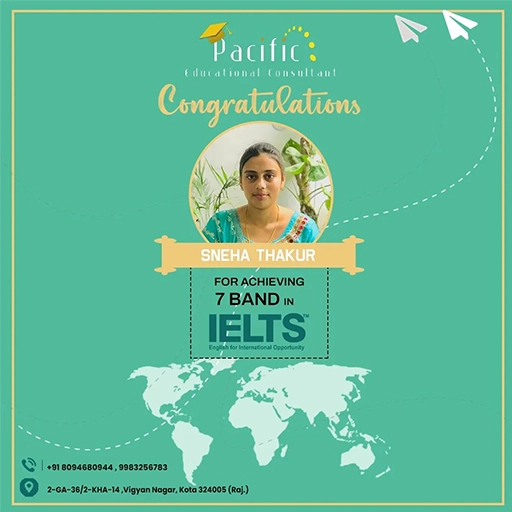 Pacific
Educational Consultant
Congratulations
SNEHA THAKUR
FOR ACHIEVING
7 BAND IN
IELTS™
English for International Opportunity
+91 8094680944 , 9983256783
2-GA-36/2-KHA-14 ,Vigyan Nagar, Kota 324005 (Raj.)